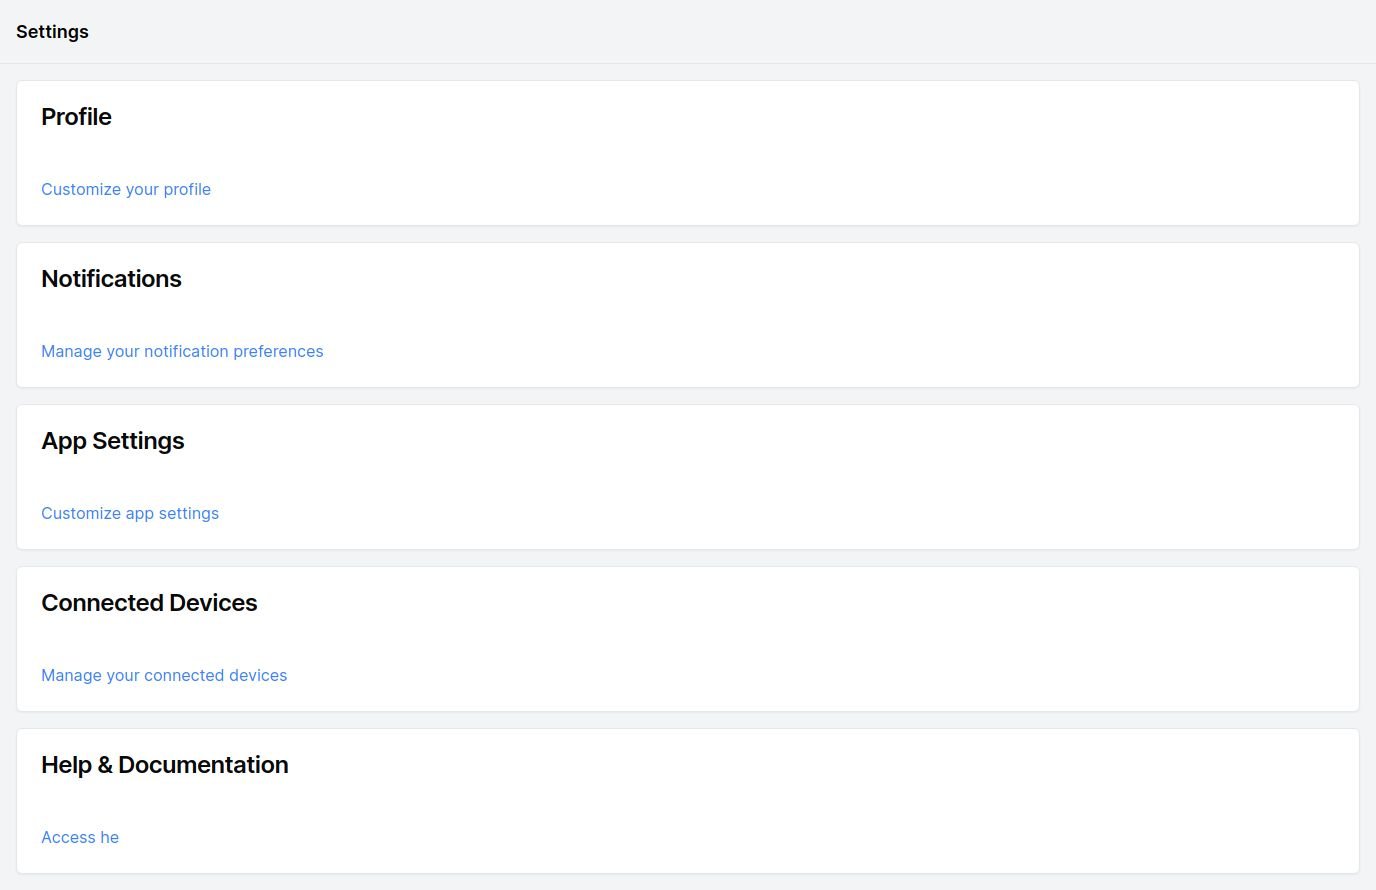 Settings
Profile
Customize your profile
Notifications
Manage your notification preferences
App Settings
Customize app settings
Connected Devices
Manage your connected devices
Help & Documentation
Access he